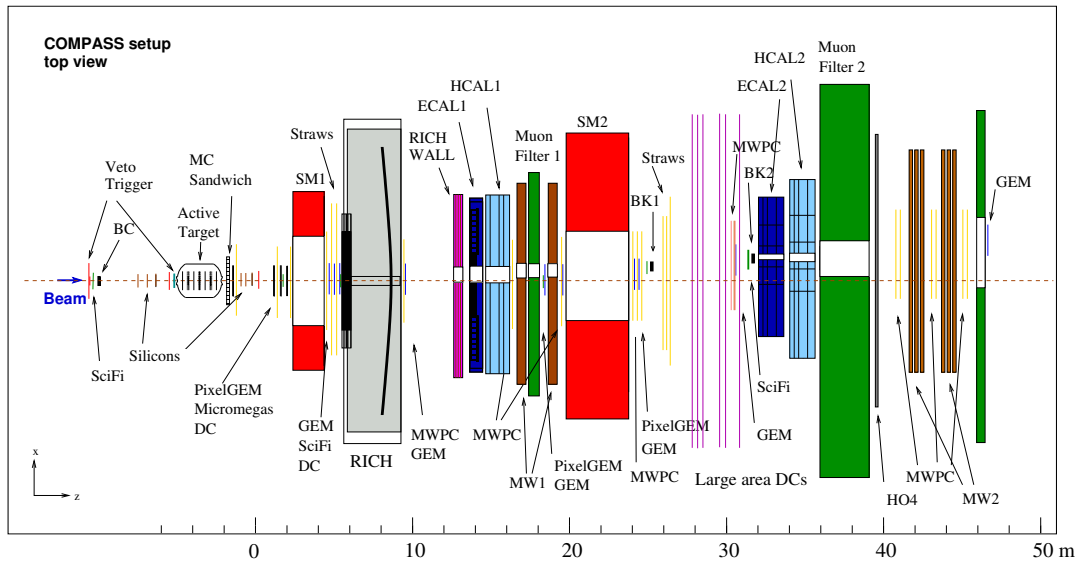 COMPASS setup
top view
Muon
Filter 2
HCAL2
ECAL2
HCAL1
ECAL1
SM2
Straws
RICH
WALL
Muon
Filter 1
Straws
MWPC
BK2
GEM
MC
Sandwich
Veto
Trigger
SM1
BK1
Active
Target
BC
Beam
Silicons
SciFi
PixelGEM
Micromegas
DC
GEM
SciFi
DC
RICH
MWPC
GEM
MWPC
MW1
PixelGEM
GEM
PixelGEM
GEM
MWPC
SciFi
GEM
Large area DCs
HO4
MWPC
MW2
x
z
0
10
20
30
40
50 m